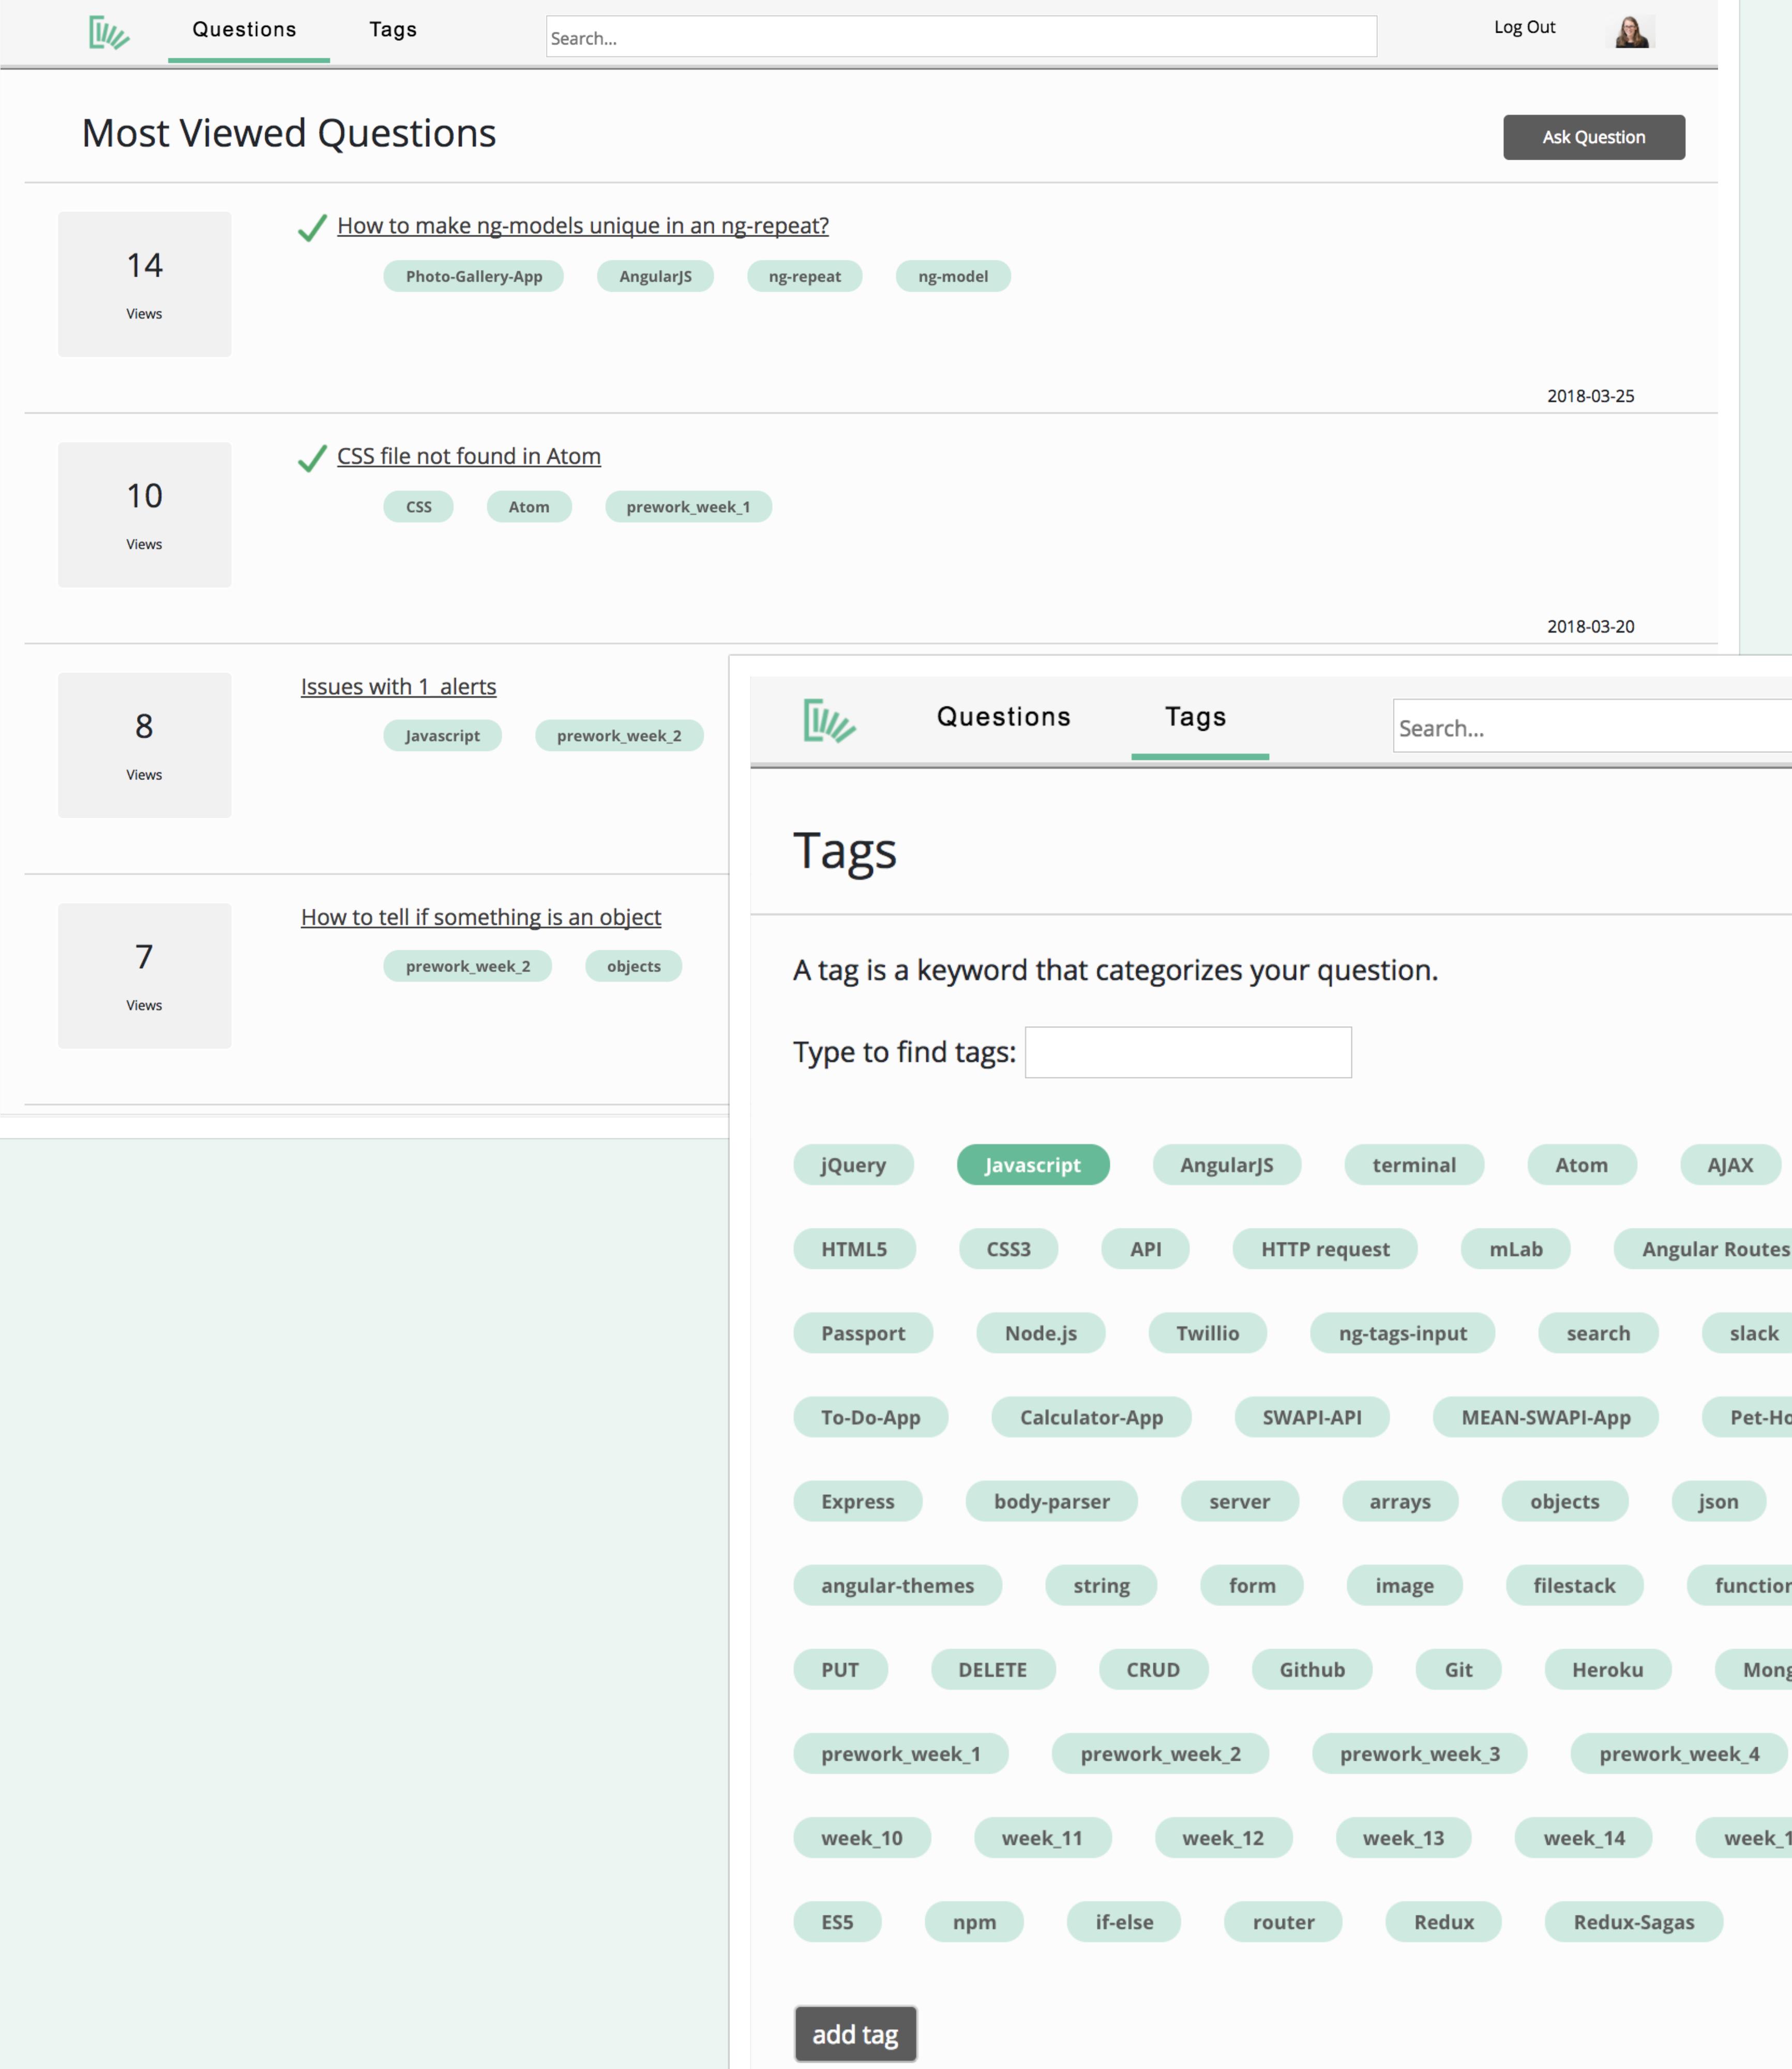 Questions Tags Search... Log Out
Most Viewed Questions Ask Question
14
Views
How to make ng-models unique in an ng-repeat?
Photo-Gallery-App AngularJS ng-repeat ng-model
2018-03-25
10
Views
CSS file not found in Atom
CSS Atom prework_week_1
2018-03-20
8
Views
Issues with 1 alerts
Javascript prework_week_2
7
Views
How to tell if something is an object
prework_week_2 objects
Questions Tags Search...
Tags
A tag is a keyword that categorizes your question.
Type to find tags:
jQuery Javascript AngularJS terminal Atom AJAX
HTML5 CSS3 API HTTP request mLab Angular Routes
Passport Node.js Twillio ng-tags-input search slack
To-Do-App Calculator-App SWAPI-API MEAN-SWAPI-App
Express body-parser server arrays objects json
angular-themes string form image filestack function
PUT DELETE CRUD Github Git Heroku
prework_week_1 prework_week_2 prework_week_3 prework_week_4
week_10 week_11 week_12 week_13 week_14
ES5 npm if-else router Redux Redux-Sagas
add tag